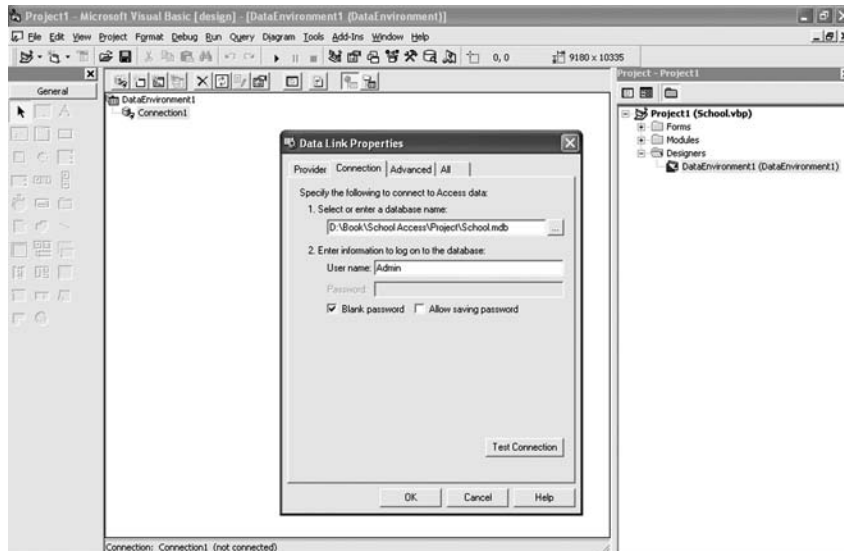 Project1 - Microsoft Visual Basic [design] - [DataEnvironment1 (DataEnvironment)]
File Edit View Project Format Debug Run Query Diagram Tools Add-Ins Window Help
0, 0 9180 x 10335
General
DataEnvironment1
Connection1
Project - Project1
Project1 (School.vbp)
Forms
Modules
Designers
DataEnvironment1 (DataEnvironment1)
Data Link Properties
Provider Connection Advanced All
Specify the following to connect to Access data:
1. Select or enter a database name:
D:\Book\School Access\Project\School.mdb ...
2. Enter information to log on to the database:
User name: Admin
Password:
Blank password Allow saving password
Test Connection
OK Cancel Help
Connection: Connection1 (not connected)